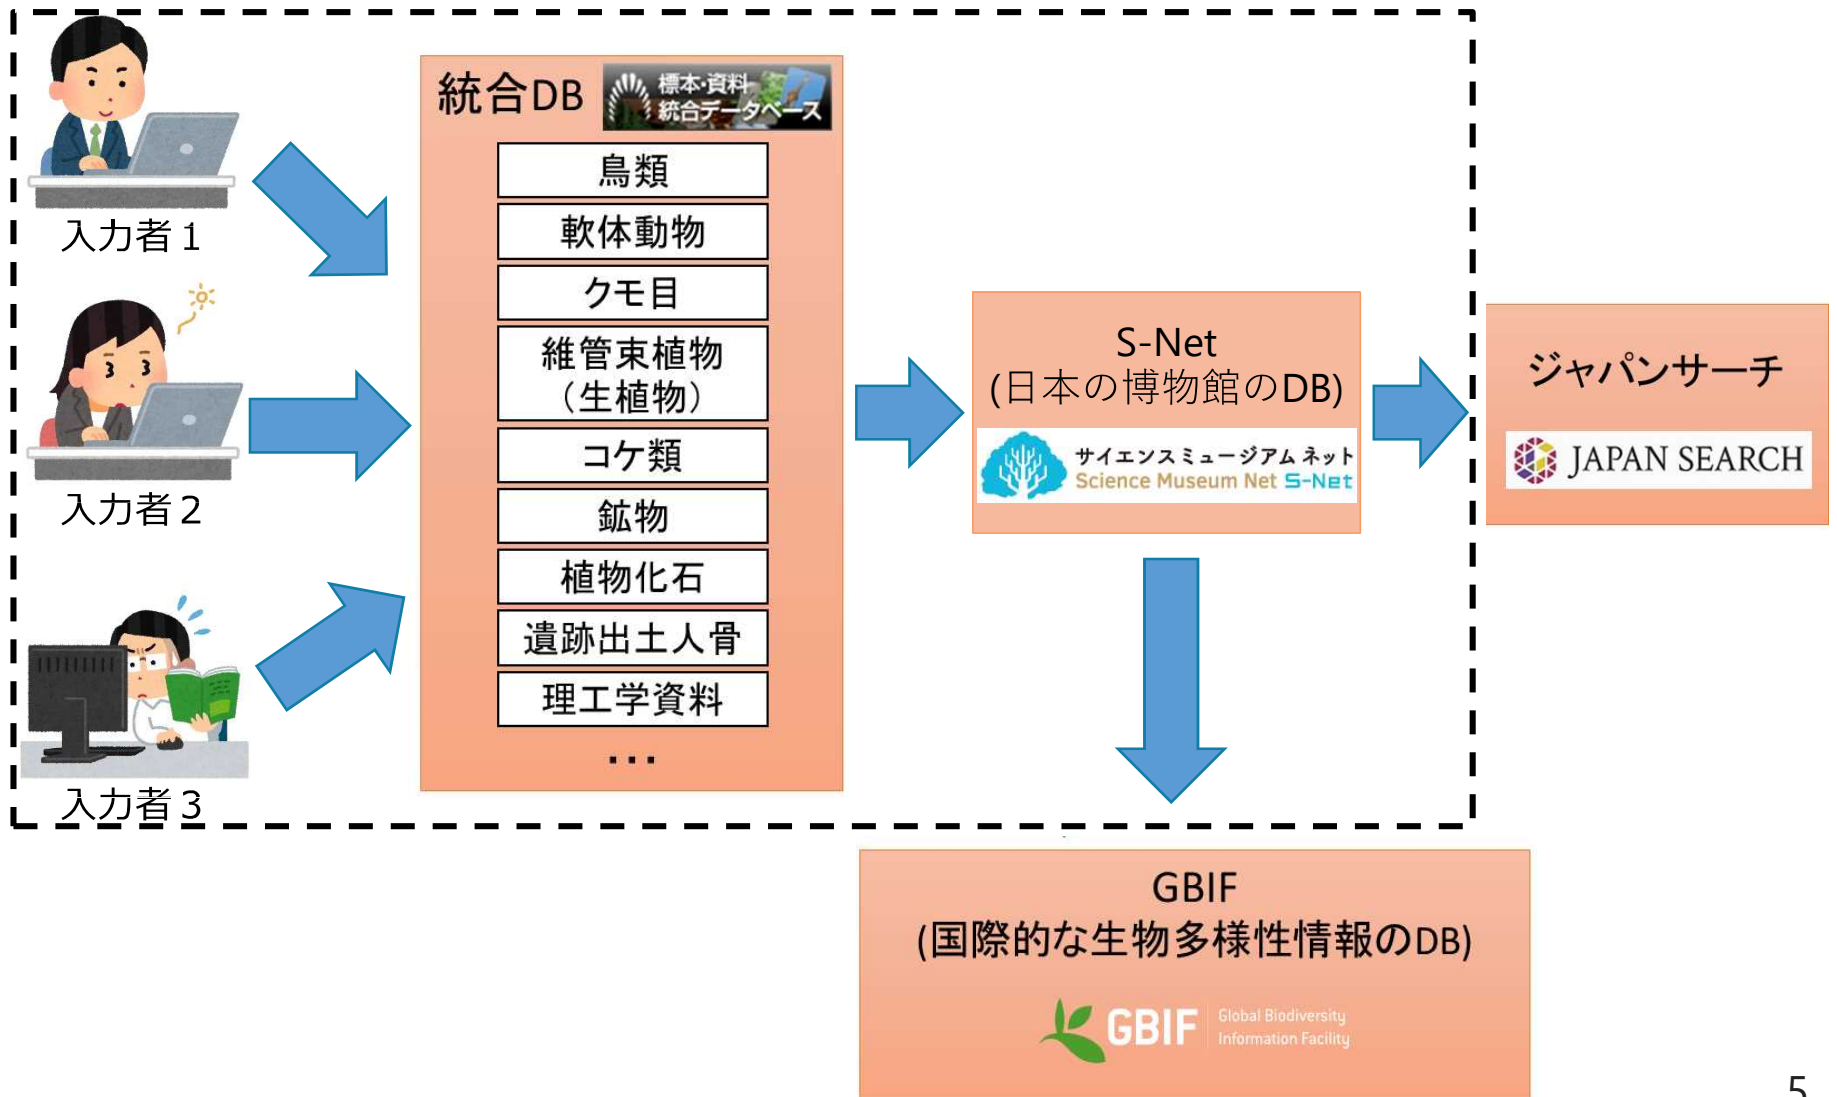 入力者1
入力者2
入力者3
統合DB
標本・資料
統合データベース
鳥類
軟体動物
クモ目
維管束植物
（生植物）
コケ類
鉱物
植物化石
遺跡出土人骨
理工学資料
...
S-Net
(日本の博物館のDB)
サイエンスミュージアムネット
Science Museum Net S-Net
ジャパンサーチ
JAPAN SEARCH
GBIF
(国際的な生物多様性情報のDB)
GBIF
Global Biodiversity
Information Facility
5